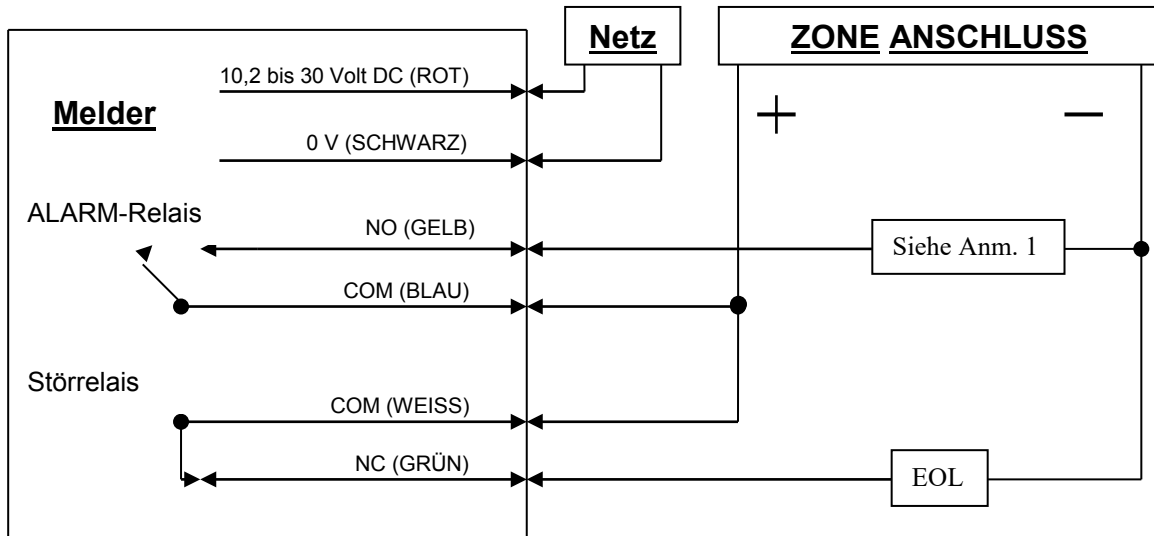 Netz
ZONE ANSCHLUSS
10,2 bis 30 Volt DC (ROT)
Melder
+
—
0 V (SCHWARZ)
ALARM-Relais
NO (GELB)
Siehe Anm. 1
COM (BLAU)
Störrelais
COM (WEISS)
NC (GRÜN)
EOL